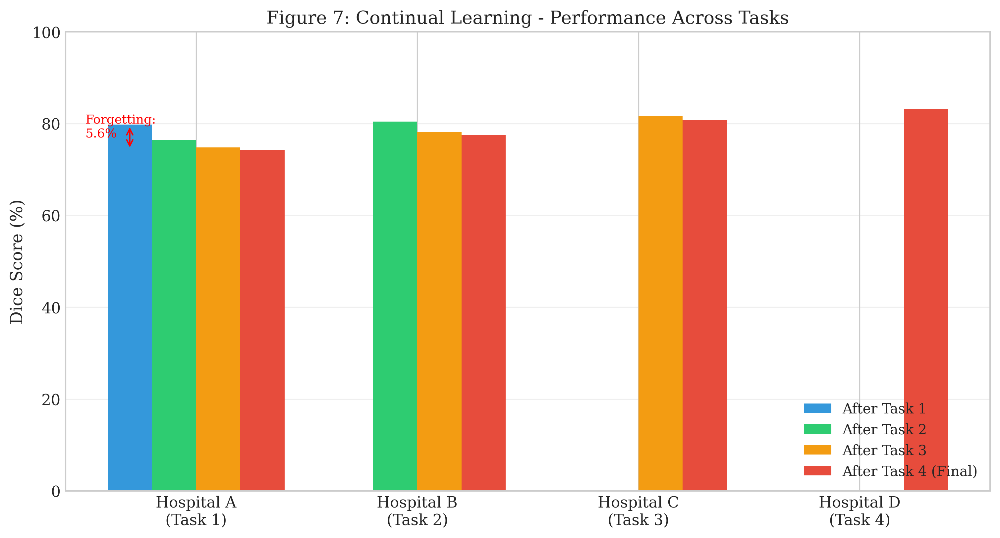 Figure 7: Continual Learning - Performance Across Tasks
Dice Score (%)
100
80
60
40
20
0
Forgetting:
5.6%
Hospital A
(Task 1)
Hospital B
(Task 2)
Hospital C
(Task 3)
Hospital D
(Task 4)
After Task 1
After Task 2
After Task 3
After Task 4 (Final)